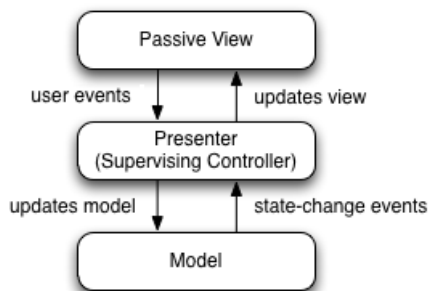 Passive View
user events
updates view
Presenter
(Supervising Controller)
updates model
state-change events
Model